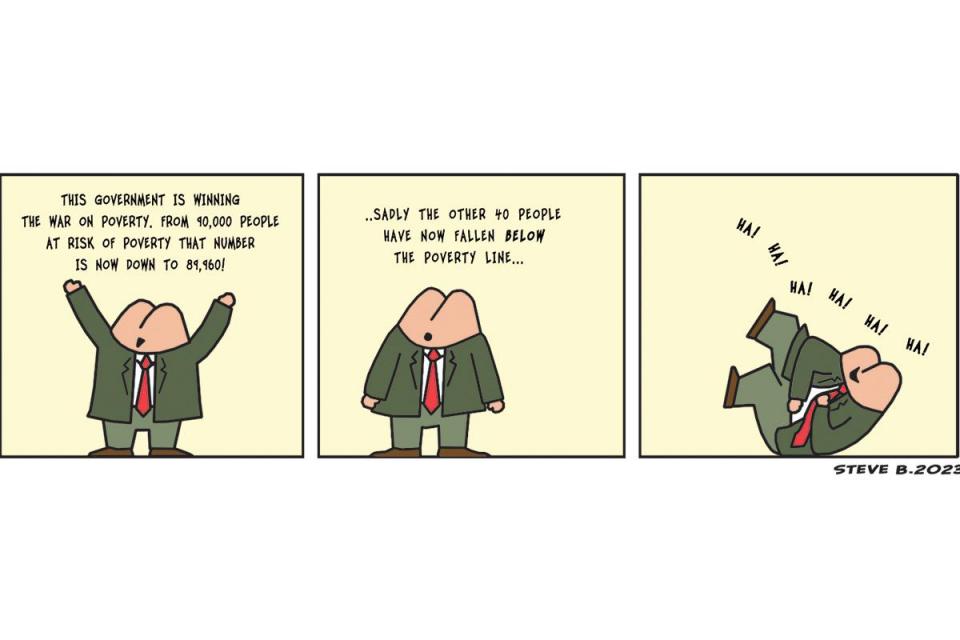 THIS GOVERNMENT IS WINNING
THE WAR ON POVERTY. FROM 90,000 PEOPLE
AT RISK OF POVERTY THAT NUMBER
IS NOW DOWN TO 89,960!
..SADLY THE OTHER 40 PEOPLE
HAVE NOW FALLEN BELOW
THE POVERTY LINE...
HA!
HA!
HA!
HA!
HA!
HA!
STEVE B.2023